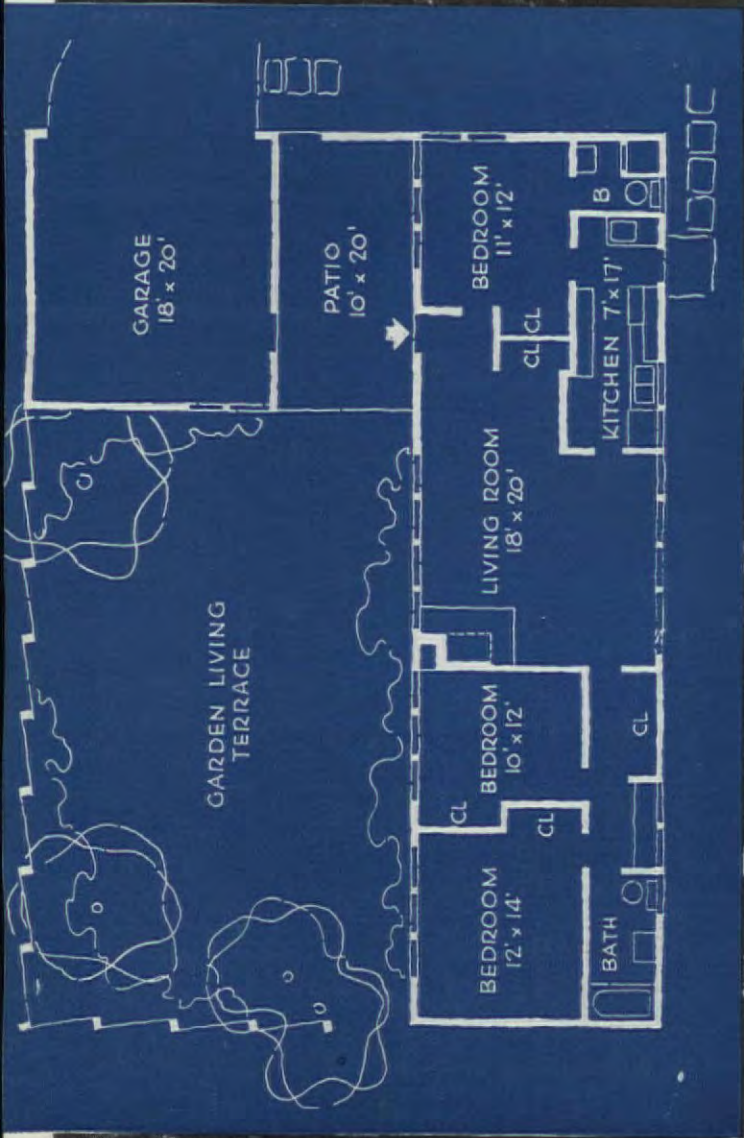 GARAGE
18' x 20'
PATIO
10' x 20'
BEDROOM
11' x 12'
B
CL
CL
KITCHEN 7' x 17'
LIVING ROOM
18' x 20'
GARDEN LIVING
TERRACE
BEDROOM
10' x 12'
CL
CL
CL
BEDROOM
12' x 14'
BATH